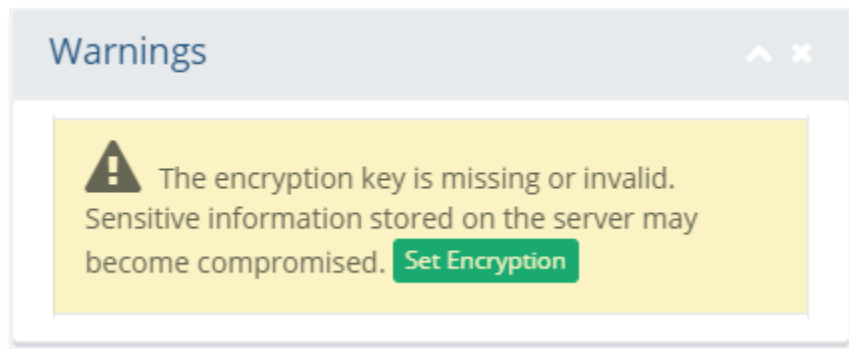 Warnings
The encryption key is missing or invalid.
Sensitive information stored on the server may
become compromised. Set Encryption